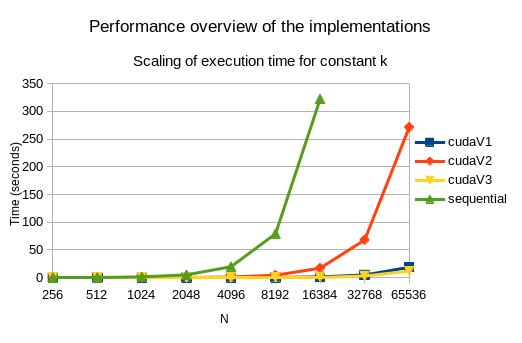 Performance overview of the implementations
Scaling of execution time for constant k
350
300
250
200
150
100
50
0
Time (seconds)
256 512 1024 2048 4096 8192 16384 32768 65536
N
cudaV1
cudaV2
cudaV3
sequential